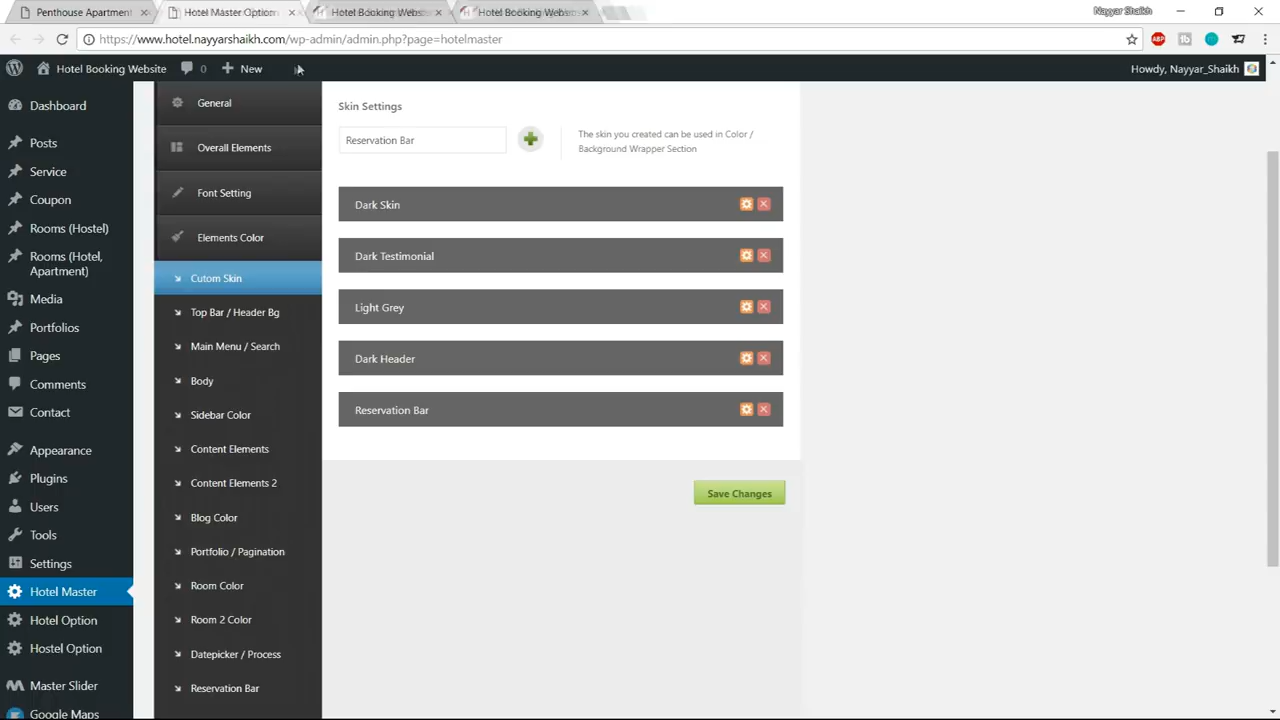 Penthouse Apartment
Hotel Master Option
Hotel Booking Webs
Hotel Booking Webs
Nayyar Shaikh
https://www.hotel.nayyarshaikh.com/wp-admin/admin.php?page=hotelmaster
ABP
Hotel Booking Website
0
New
Howdy, Nayyar_Shaikh
Dashboard
Posts
Service
Coupon
Rooms (Hostel)
Rooms (Hotel,
Apartment)
Media
Portfolios
Pages
Comments
Contact
Appearance
Plugins
Users
Tools
Settings
Hotel Master
Hotel Option
Hostel Option
Master Slider
Google Maps
General
Overall Elements
Font Setting
Elements Color
Cutom Skin
Top Bar / Header Bg
Main Menu / Search
Body
Sidebar Color
Content Elements
Content Elements 2
Blog Color
Portfolio / Pagination
Room Color
Room 2 Color
Datepicker / Process
Reservation Bar
Skin Settings
Reservation Bar
The skin you created can be used in Color /
Background Wrapper Section
Dark Skin
Dark Testimonial
Light Grey
Dark Header
Reservation Bar
Save Changes